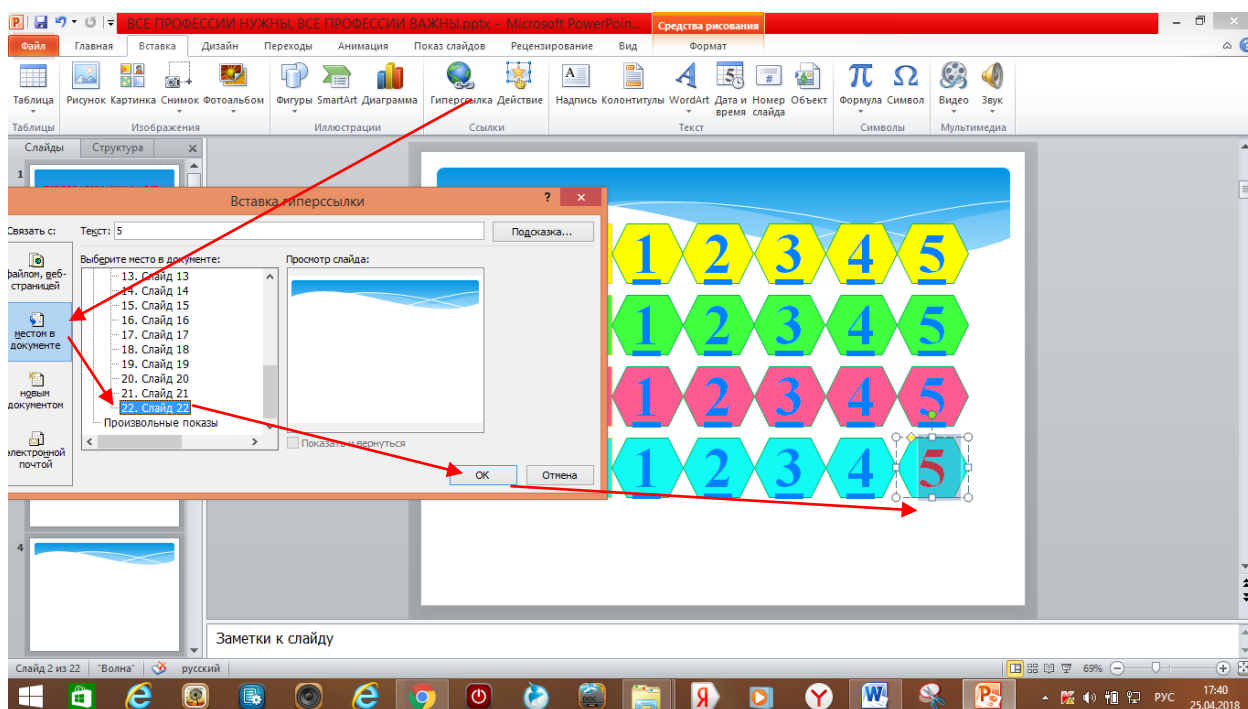 ВСЕ ПРОФЕССИИ НУЖНЫ, ВСЕ ПРОФЕССИИ ВАЖНЫ.pptx - Microsoft PowerPoin...
Средства рисования
Файл Главная Вставка Дизайн Переходы Анимация Показ слайдов Рецензирование Вид Формат
Таблица Рисунок Картинка Снимок Фотоальбом Фигуры SmartArt Диаграмма Гиперссылка Действие Надпись Колонтитулы WordArt Дата и время Номер слайда Объект Формула Символ Видео Звук
Таблицы Изображения Иллюстрации Ссылки Текст Символы Мультимедиа
Слайды Структура
1
Вставка гиперссылки
Связать с: Текст: 5 Подсказка...
файлом, веб-страницей
местом в документе
новым документом
электронной почтой
Выберите место в документе: Просмотр слайда:
13. Слайд 13
14. Слайд 14
15. Слайд 15
16. Слайд 16
17. Слайд 17
18. Слайд 18
19. Слайд 19
20. Слайд 20
21. Слайд 21
22. Слайд 22
Произвольные показы
Показать и вернуться
ОК Отмена
1 2 3 4 5
1 2 3 4 5
1 2 3 4 5
1 2 3 4 5
4
Заметки к слайду
Слайд 2 из 22 "Волна" русский 69%
РУС 17:40
25.04.2018